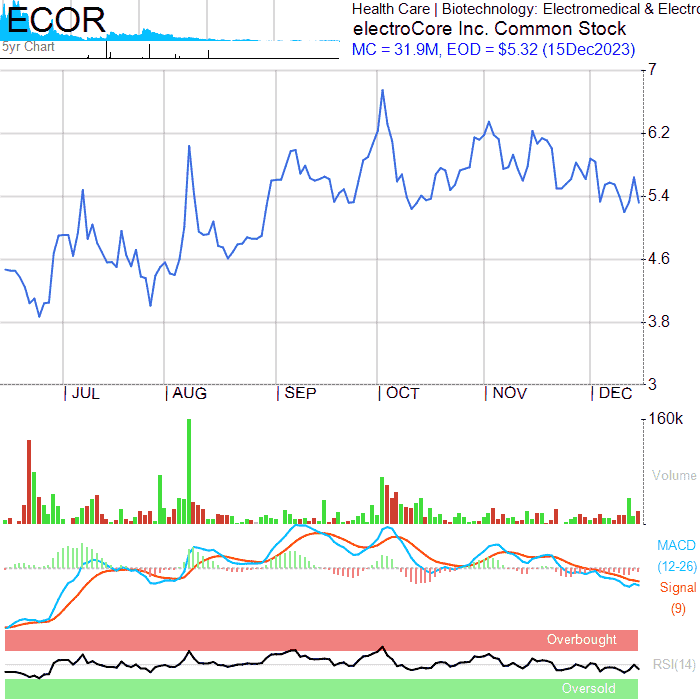 ECOR
5yr Chart
Health Care | Biotechnology: Electromedical & Electro
electroCore Inc. Common Stock
MC = 31.9M, EOD = $5.32 (15Dec2023)
7
6.2
5.4
4.6
3.8
3
JUL AUG SEP OCT NOV DEC
160k
Volume
MACD
(12-26)
Signal
(9)
Overbought
RSI(14)
Oversold